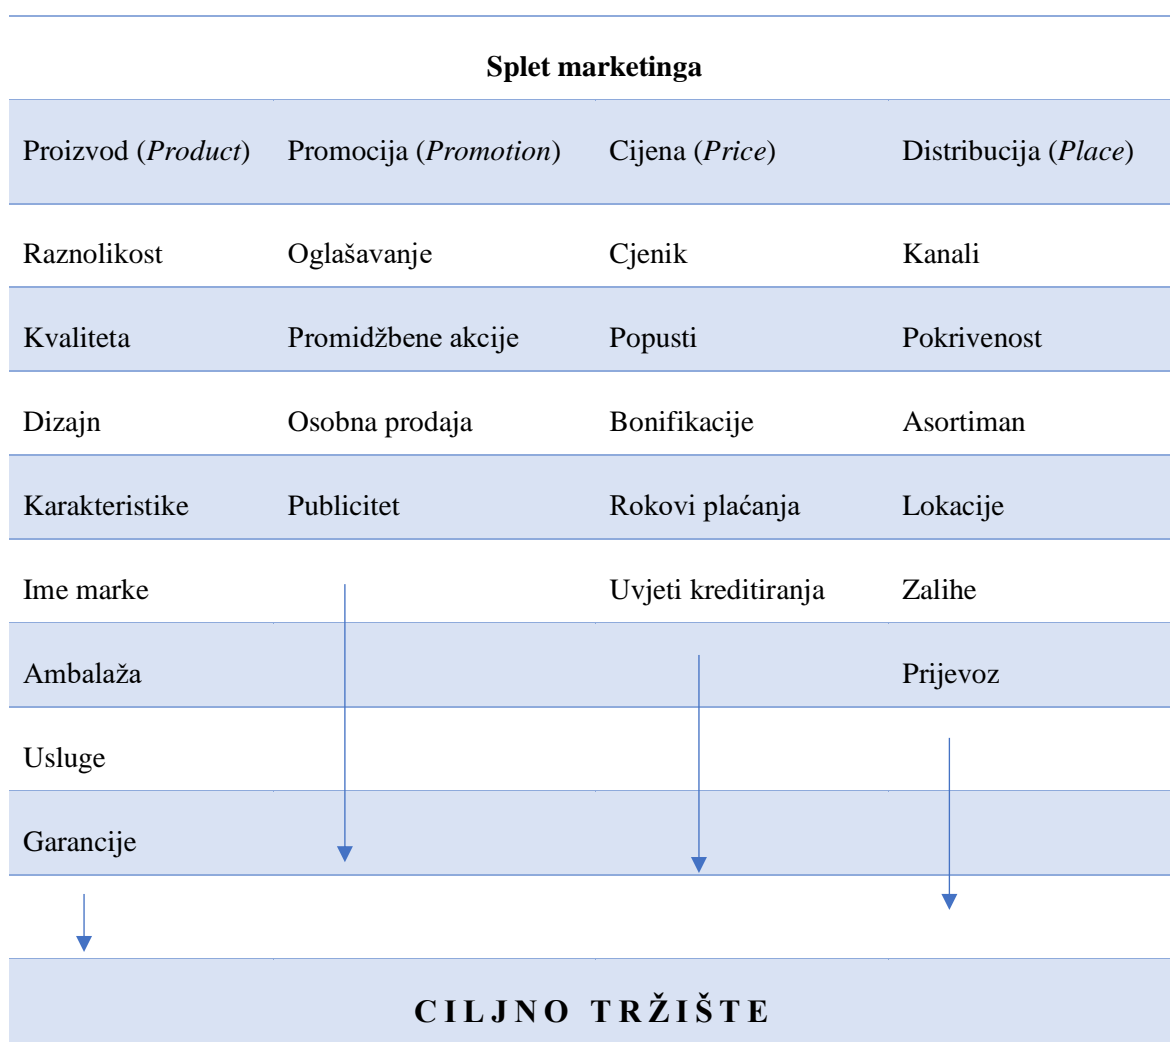 Splet marketinga
Proizvod (Product) Promocija (Promotion) Cijena (Price) Distribucija (Place)
Raznolikost Oglašavanje Cjenik Kanali
Kvaliteta Promidžbene akcije Popusti Pokrivenost
Dizajn Osobna prodaja Bonifikacije Asortiman
Karakteristike Publicitet Rokovi plaćanja Lokacije
Ime marke Uvjeti kreditiranja Zalihe
Ambalaža Prijevoz
Usluge
Garancije
CILJNO TRŽIŠTE